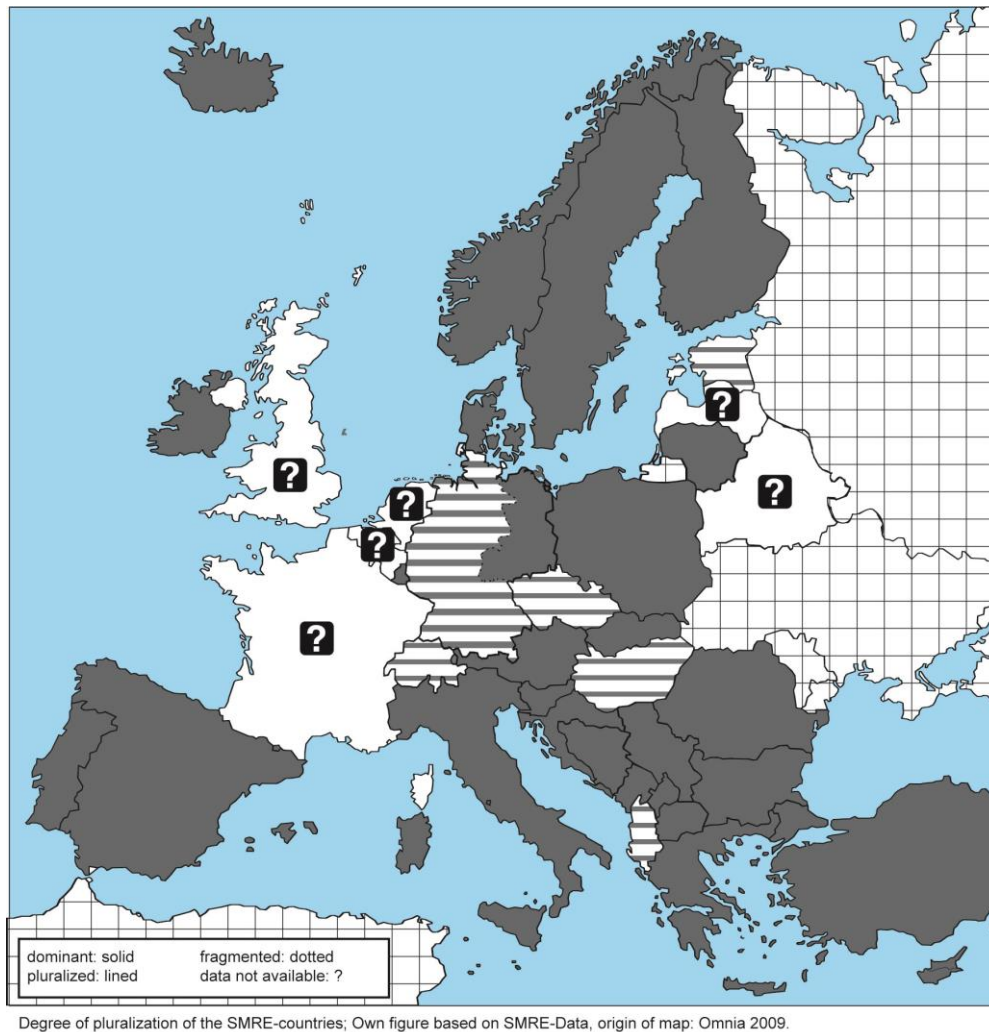 ?
?
?
?
?
?
dominant: solid fragmented: dotted
pluralized: lined data not available: ?
Degree of pluralization of the SMRE-countries; Own figure based on SMRE-Data, origin of map: Omnia 2009.